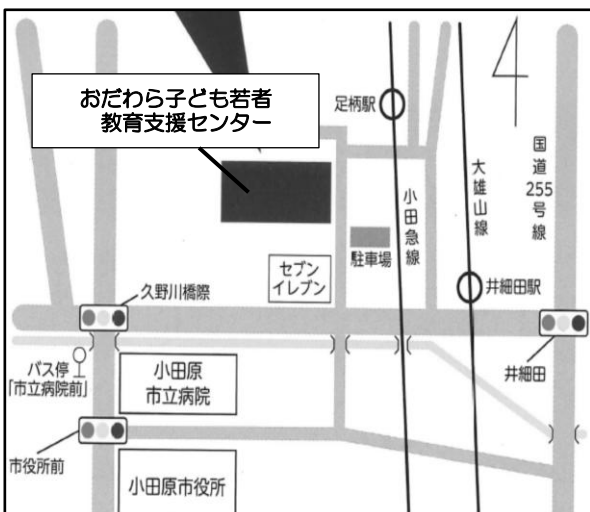 おだわら子ども若者
教育支援センター
足柄駅
小田急線
大雄山線
国道255号線
駐車場
セブン
イレブン
久野川橋際
井細田駅
バス停
「市立病院前」
小田原
市立病院
井細田
市役所前
小田原市役所